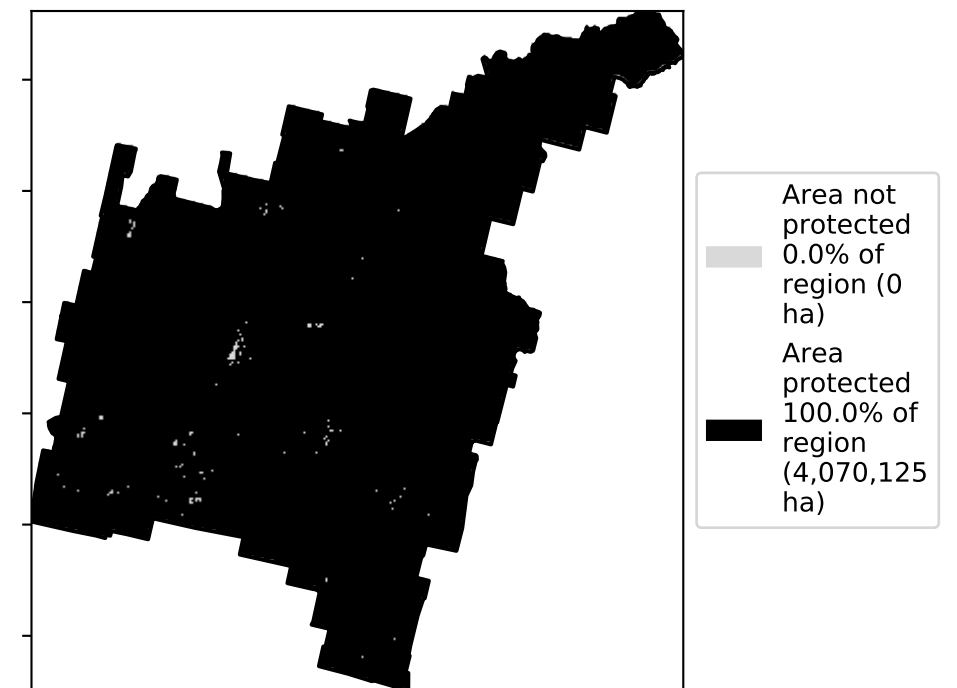 Area not
protected
0.0% of
region (0
ha)
Area
protected
100.0% of
region
(4,070,125
ha)